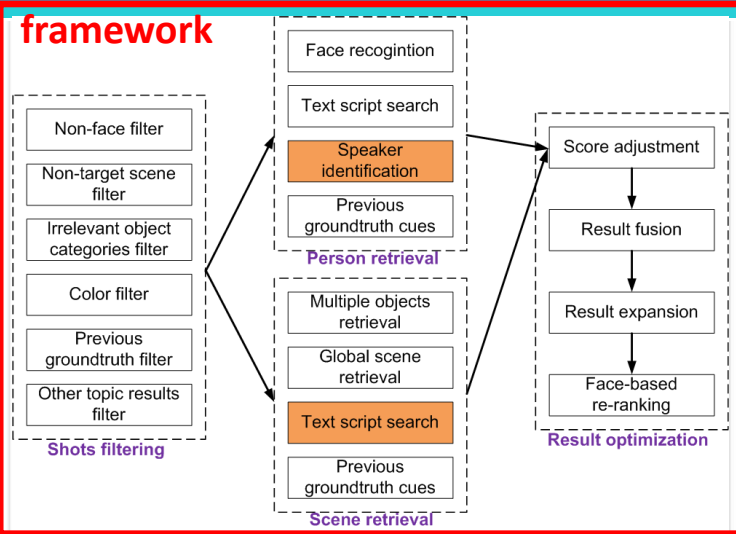 framework
Non-face filter
Non-target scene
filter
Irrelevant object
categories filter
Color filter
Previous
groundtruth filter
Other topic results
filter
Shots filtering
Face recogintion
Text script search
Speaker
identification
Previous
groundtruth cues
Person retrieval
Multiple objects
retrieval
Global scene
retrieval
Text script search
Previous
groundtruth cues
Scene retrieval
Score adjustment
Result fusion
Result expansion
Face-based
re-ranking
Result optimization